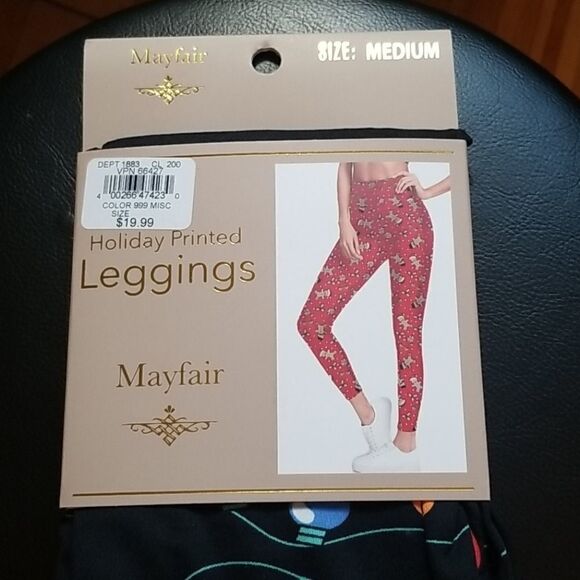 Mayfair
SIZE: MEDIUM
DEPT 1883 CL 200
VPN 66427
4 00266 47423 0
COLOR 999 MISC
SIZE
$19.99
Holiday Printed
Leggings
Mayfair